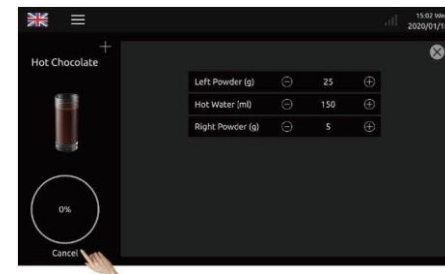 15:02 Wed
2020/01/1
Hot Chocolate
Left Powder (g) 25
Hot Water (ml) 150
Right Powder (g) 5
0%
Cancel